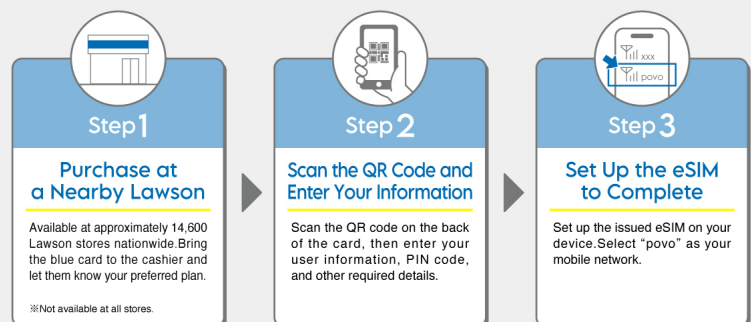 Step1
Purchase at
a Nearby Lawson
Available at approximately 14,600
Lawson stores nationwide.Bring
the blue card to the cashier and
let them know your preferred plan.
※Not available at all stores.
Step2
Scan the QR Code and
Enter Your Information
Scan the QR code on the back
of the card, then enter your
user information, PIN code,
and other required details.
xxx
povo
Step3
Set Up the eSIM
to Complete
Set up the issued eSIM on your
device.Select “povo” as your
mobile network.